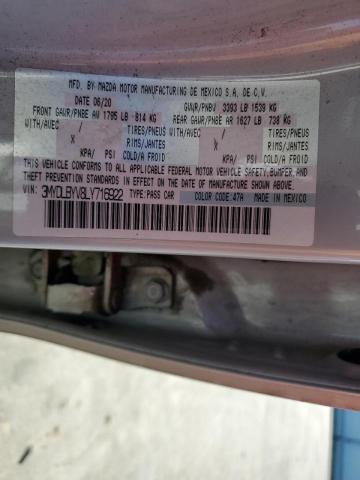 MFD. BY MAZDA MOTOR MANUFACTURING DE MEXICO S.A. DE C.V.
DATE 06/20 GVWR/PNBV 3393 LB 1539 KG
FRONT GAWR/PNBE AV 1795 LB 814 KG REAR GAWR/PNBE AR 1627 LB 738 KG
WITH/AVEC TIRES/PNEUS WITH/AVEC TIRES/PNEUS
X RIMS/JANTES X RIMS/JANTES
KPA/ PSI COLD/A FROID KPA/ PSI COLD/A FROID
THIS VEHICLE CONFORMS TO ALL APPLICABLE FEDERAL MOTOR VEHICLE SAFETY, BUMPER, AND
THEFT PREVENTION STANDARDS IN EFFECT ON THE DATE OF MANUFACTURE SHOWN ABOVE.
VIN: 3MYDLBYV8LY716922 TYPE:PASS CAR COLOR CODE:47A MADE IN MEXICO